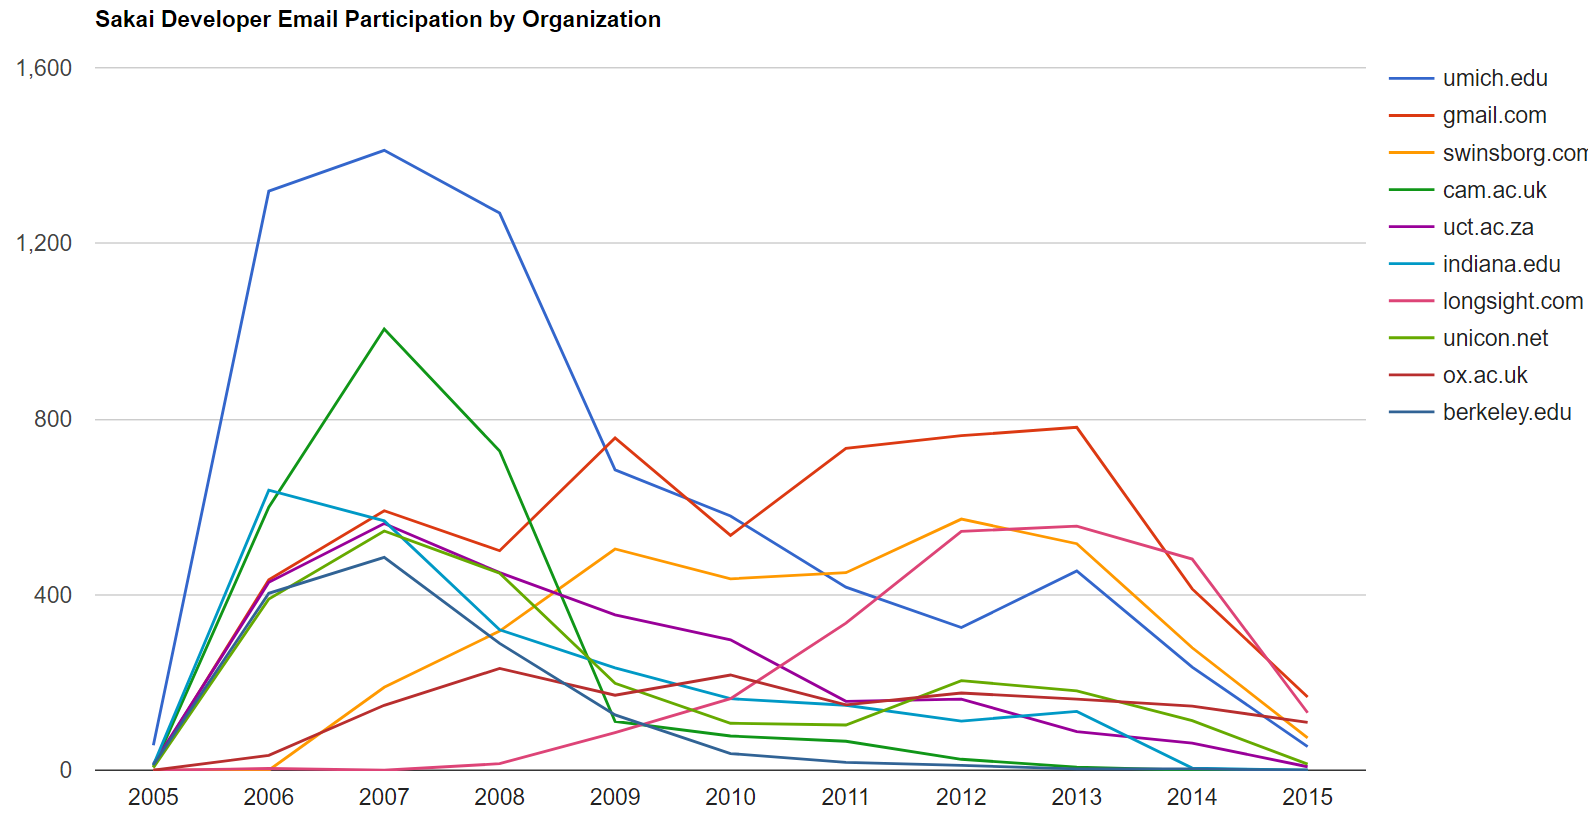 Sakai Developer Email Participation by Organization
1,600
1,200
800
400
0
2005 2006 2007 2008 2009 2010 2011 2012 2013 2014 2015
umich.edu
gmail.com
swinsborg.com
cam.ac.uk
uct.ac.za
indiana.edu
longsight.com
unicon.net
ox.ac.uk
berkeley.edu